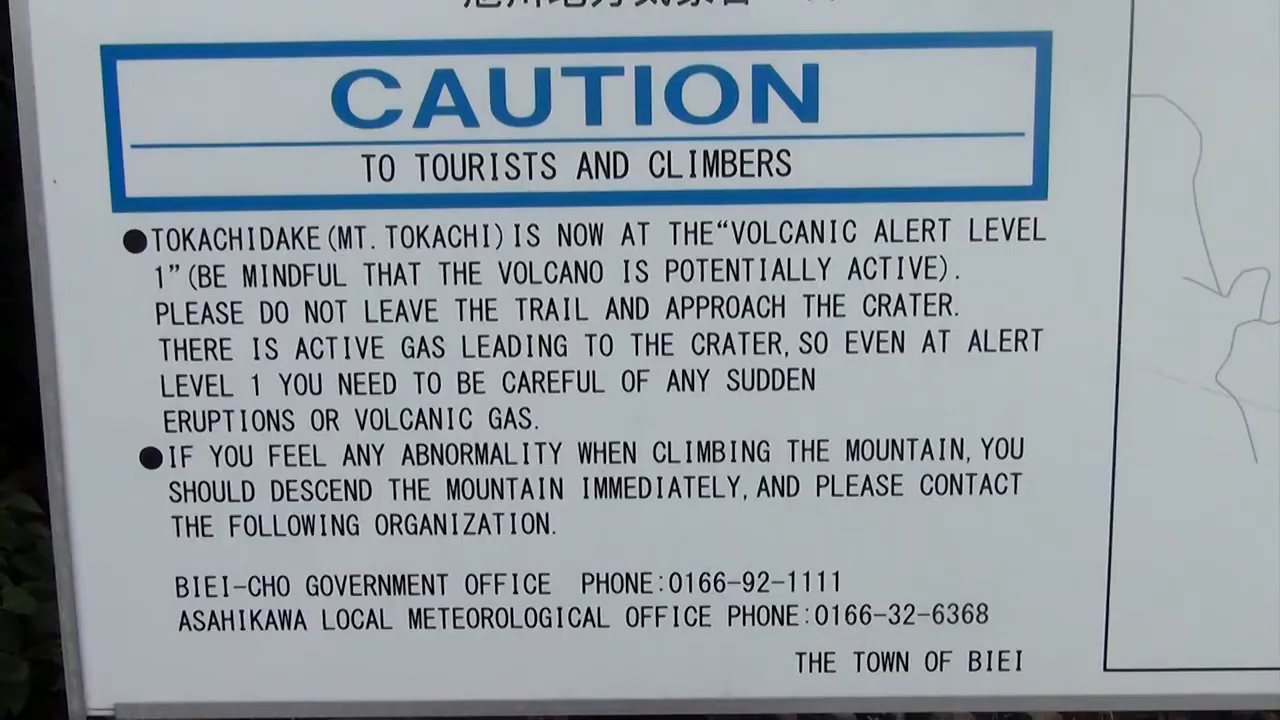 CAUTION
TO TOURISTS AND CLIMBERS
●TOKACHIDAKE(MT. TOKACHI)IS NOW AT THE“VOLCANIC ALERT LEVEL
1”(BE MINDFUL THAT THE VOLCANO IS POTENTIALLY ACTIVE).
PLEASE DO NOT LEAVE THE TRAIL AND APPROACH THE CRATER.
THERE IS ACTIVE GAS LEADING TO THE CRATER, SO EVEN AT ALERT
LEVEL 1 YOU NEED TO BE CAREFUL OF ANY SUDDEN
ERUPTIONS OR VOLCANIC GAS.
●IF YOU FEEL ANY ABNORMALITY WHEN CLIMBING THE MOUNTAIN, YOU
SHOULD DESCEND THE MOUNTAIN IMMEDIATELY, AND PLEASE CONTACT
THE FOLLOWING ORGANIZATION.
BIEI-CHO GOVERNMENT OFFICE PHONE:0166-92-1111
ASAHIKAWA LOCAL METEOROLOGICAL OFFICE PHONE:0166-32-6368
THE TOWN OF BIEI